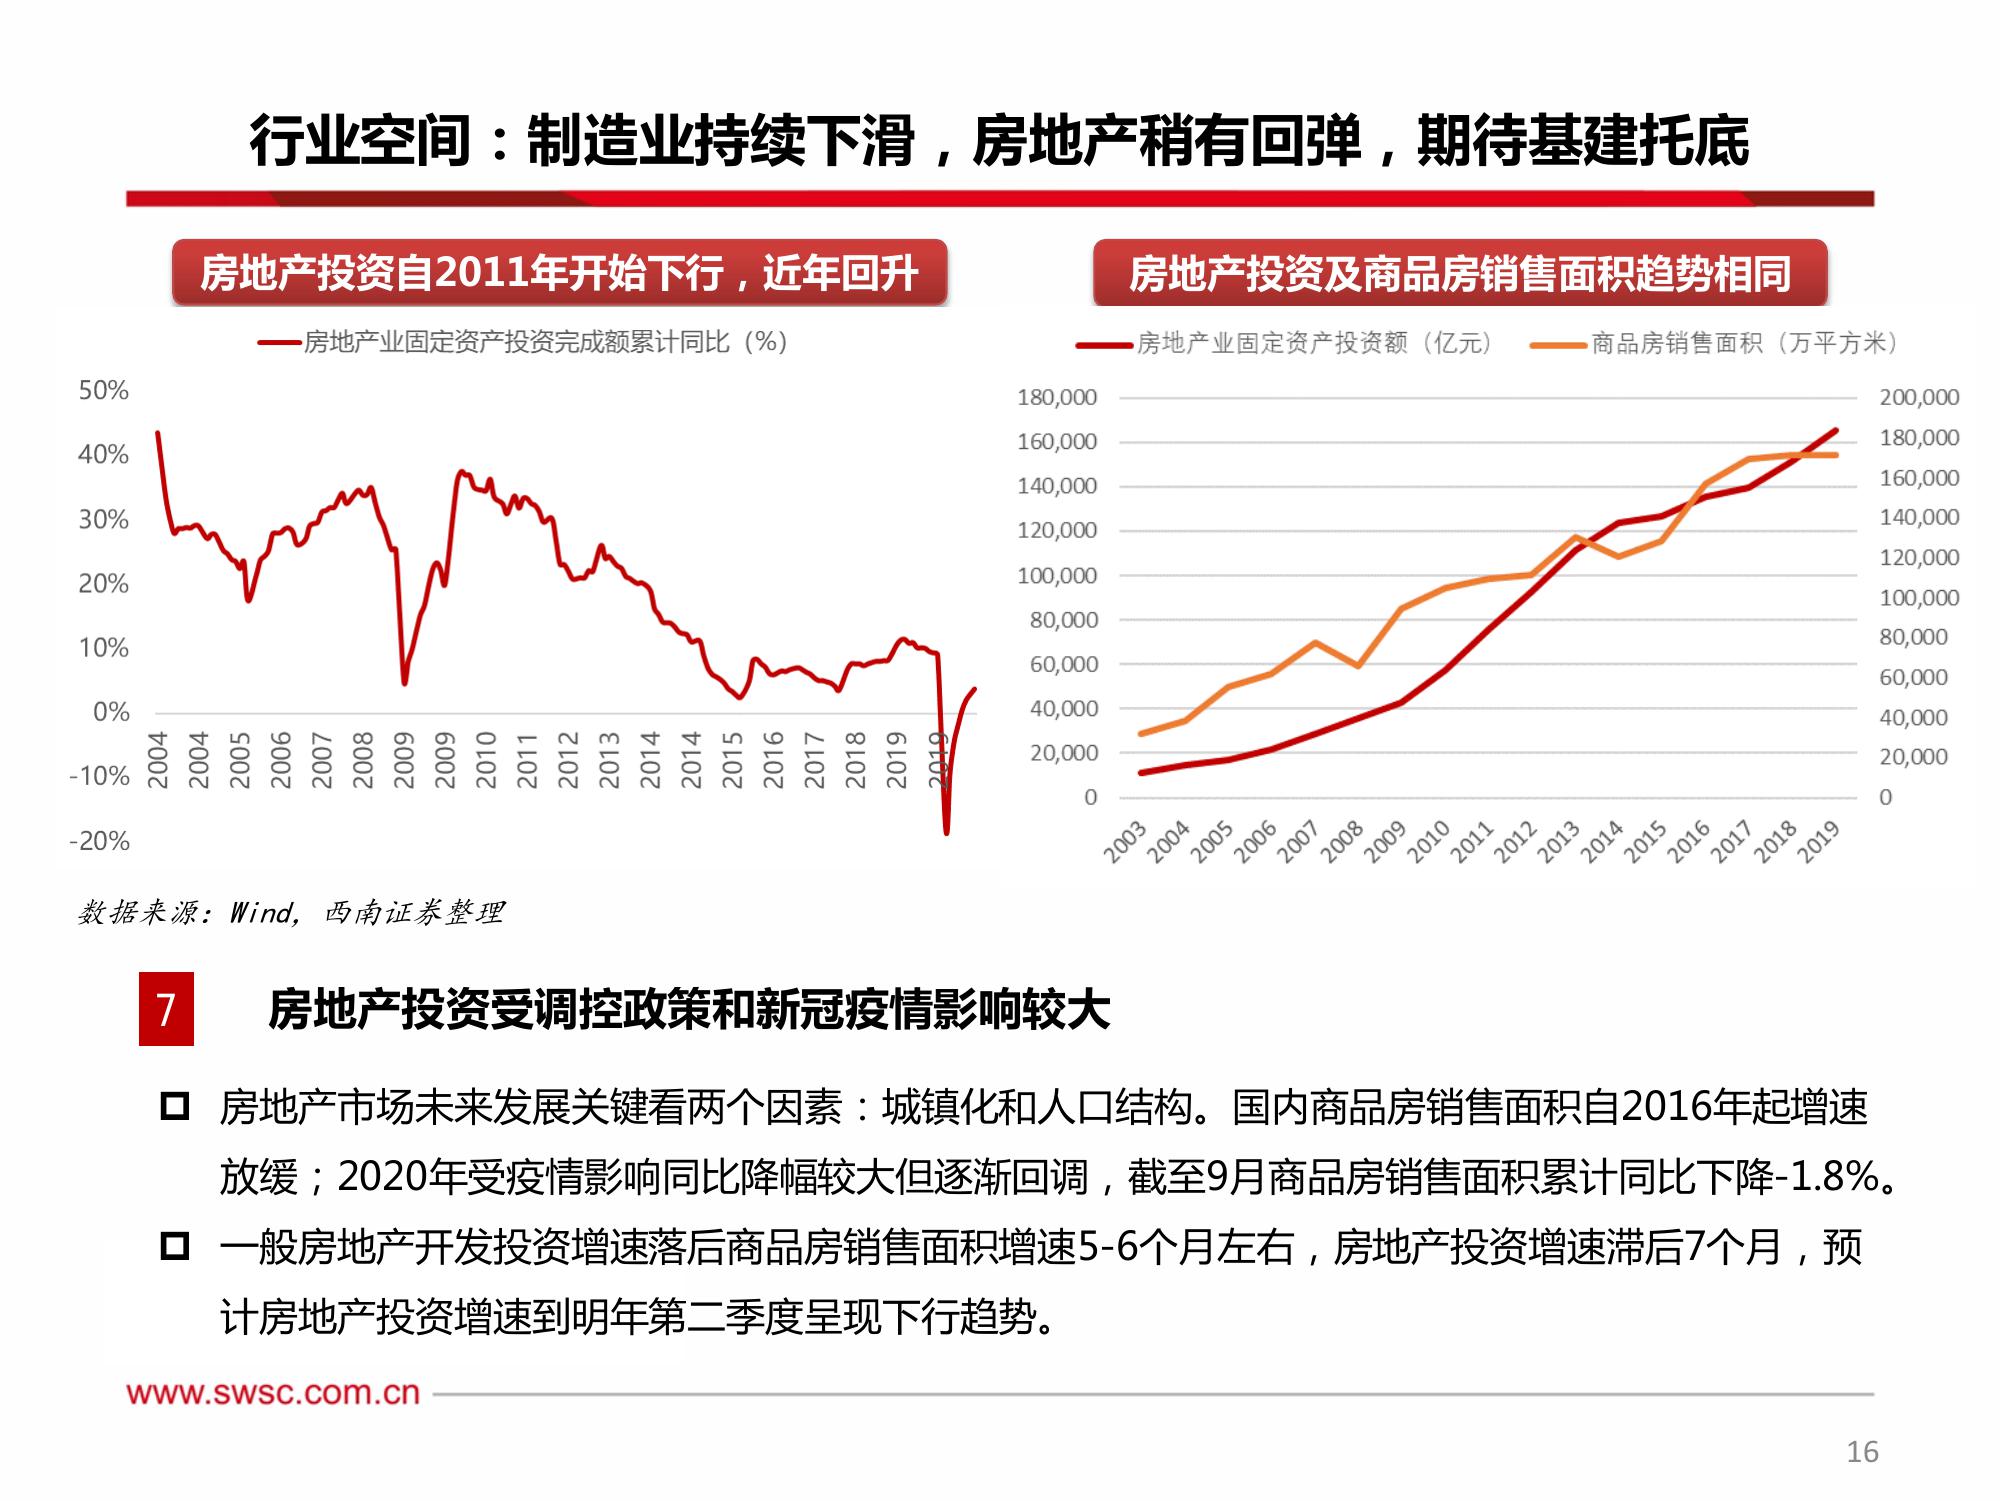 行业空间：制造业持续下滑，房地产稍有回弹，期待基建托底
房地产投资自2011年开始下行，近年回升
房地产业固定资产投资完成额累计同比（%）
50%
40%
30%
20%
10%
0%
-10%
-20%
2004 2004 2005 2006 2007 2008 2009 2009 2010 2011 2012 2013 2014 2014 2015 2016 2017 2018 2019 2019
房地产投资及商品房销售面积趋势相同
房地产业固定资产投资额（亿元） 商品房销售面积（万平方米）
180,000
160,000
140,000
120,000
100,000
80,000
60,000
40,000
20,000
0
200,000
180,000
160,000
140,000
120,000
100,000
80,000
60,000
40,000
20,000
0
2003 2004 2005 2006 2007 2008 2009 2010 2011 2012 2013 2014 2015 2016 2017 2018 2019
数据来源：Wind，西南证券整理
7 房地产投资受调控政策和新冠疫情影响较大
房地产市场未来发展关键看两个因素：城镇化和人口结构。国内商品房销售面积自2016年起增速
放缓；2020年受疫情影响同比降幅较大但逐渐回调，截至9月商品房销售面积累计同比下降-1.8%。
一般房地产开发投资增速落后商品房销售面积增速5-6个月左右，房地产投资增速滞后7个月，预
计房地产投资增速到明年第二季度呈现下行趋势。
www.swsc.com.cn
16